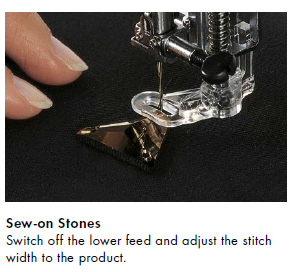 Sew-on Stones
Switch off the lower feed and adjust the stitch
width to the product.